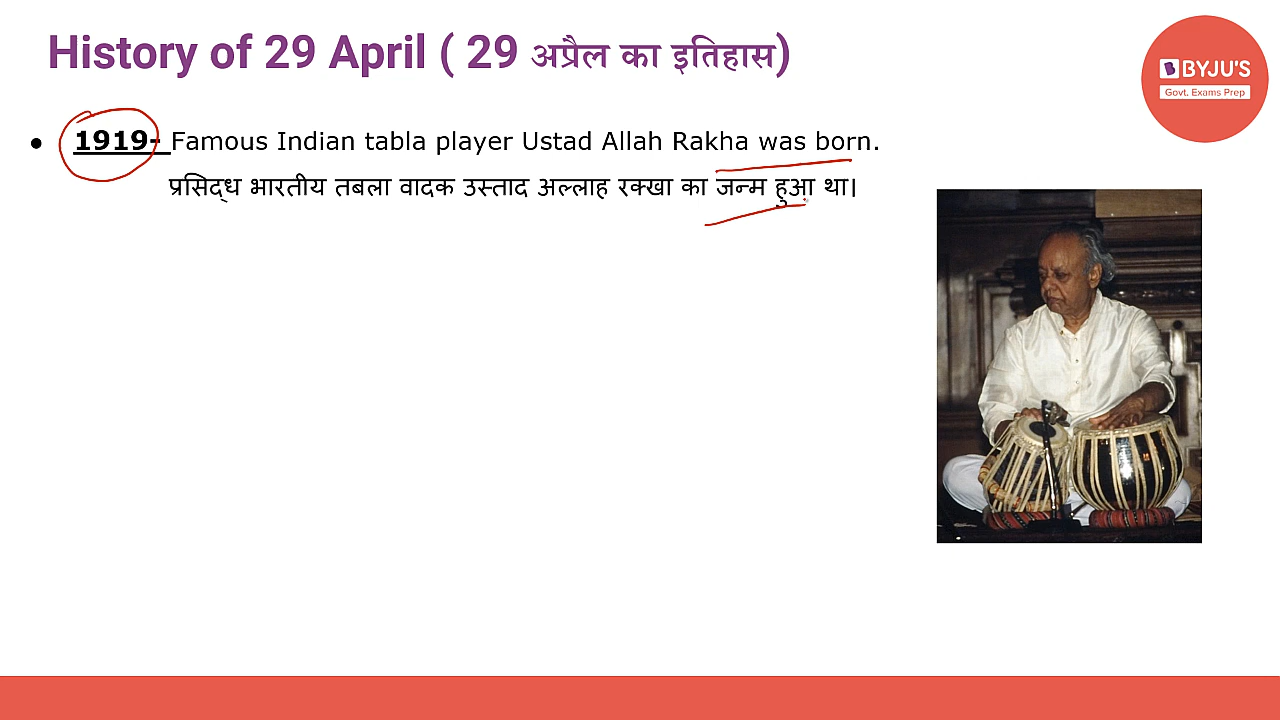 History of 29 April ( 29 अप्रैल का इतिहास)
BYJU'S
Govt. Exams Prep
● 1919- Famous Indian tabla player Ustad Allah Rakha was born.
प्रसिद्ध भारतीय तबला वादक उस्ताद अल्लाह रक्खा का जन्म हुआ था।